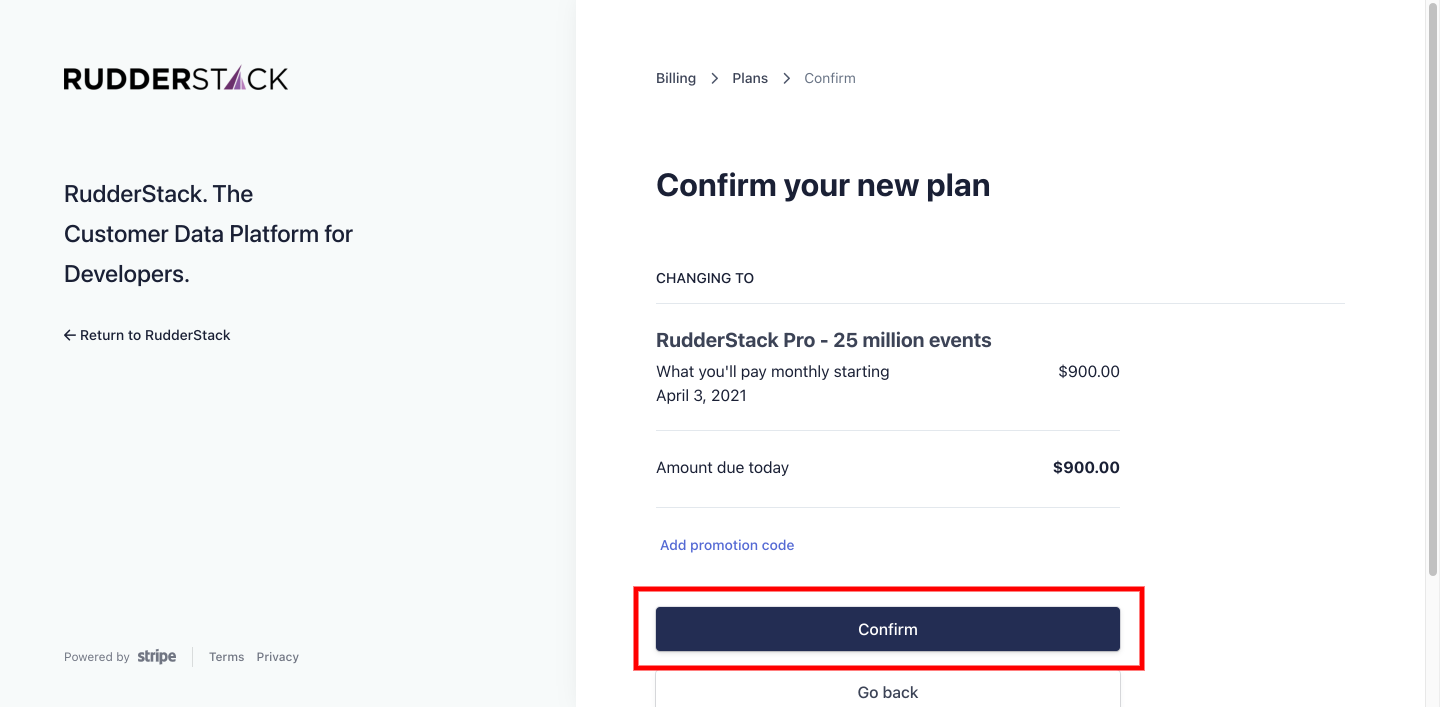 RUDDERSTACK
RudderStack. The
Customer Data Platform for
Developers.
Return to RudderStack
Powered by stripe
Terms Privacy
Billing > Plans > Confirm
Confirm your new plan
CHANGING TO
RudderStack Pro - 25 million events
What you'll pay monthly starting $900.00
April 3, 2021
Amount due today $900.00
Add promotion code
Confirm
Go back